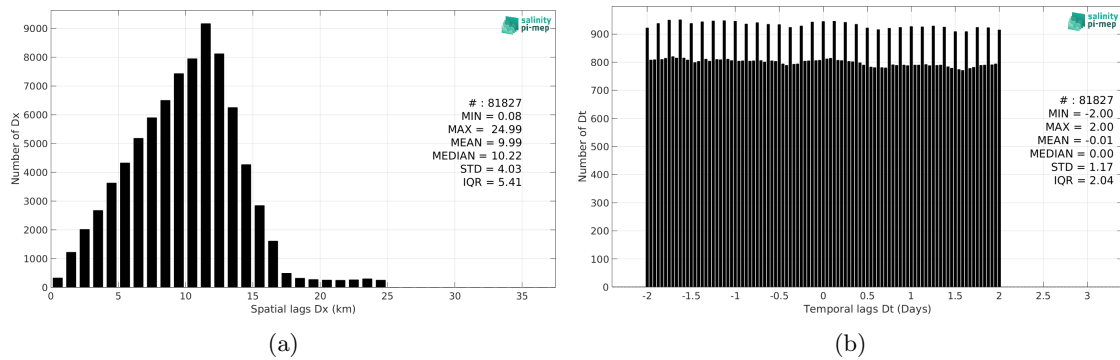 salinity
pi-mep
9000
8000
7000
6000
5000
4000
3000
2000
1000
0
Number of Dx
# : 81827
MIN = 0.08
MAX = 24.99
MEAN = 9.99
MEDIAN = 10.22
STD = 4.03
IQR = 5.41
0 5 10 15 20 25 30 35
Spatial lags Dx (km)
(a)
salinity
pi-mep
900
800
700
600
500
400
300
200
100
0
Number of Dt
# : 81827
MIN = -2.00
MAX = 2.00
MEAN = -0.01
MEDIAN = 0.00
STD = 1.17
IQR = 2.04
-2 -1.5 -1 -0.5 0 0.5 1 1.5 2 2.5 3
Temporal lags Dt (Days)
(b)